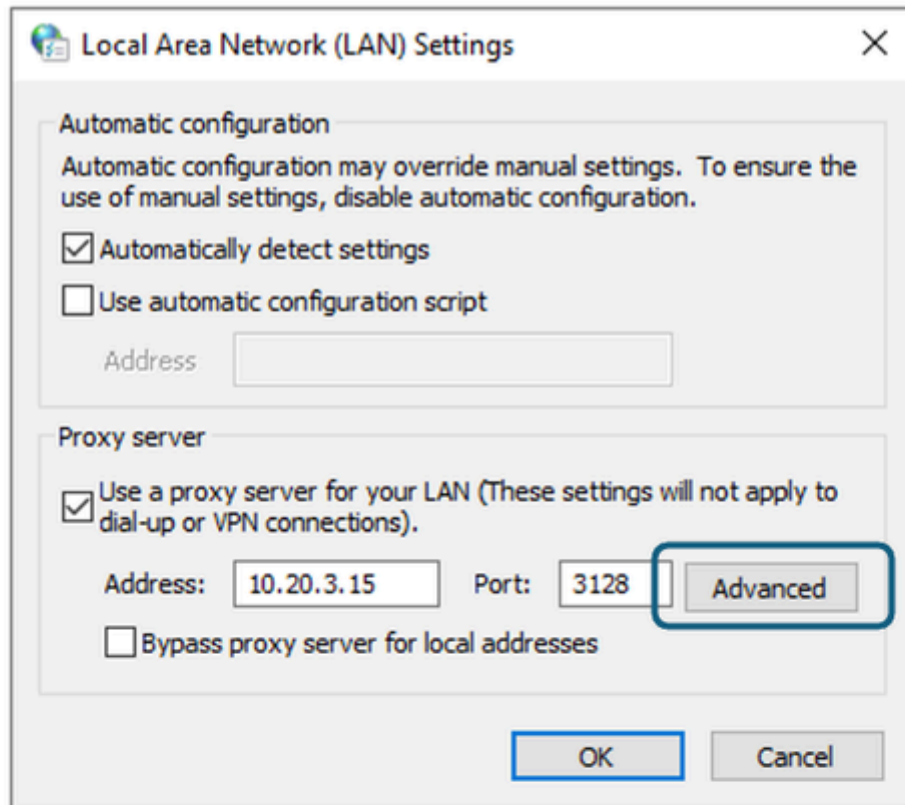 Local Area Network (LAN) Settings
Automatic configuration
Automatic configuration may override manual settings.  To ensure the
use of manual settings, disable automatic configuration.
Automatically detect settings
Use automatic configuration script
Address
Proxy server
Use a proxy server for your LAN (These settings will not apply to
dial-up or VPN connections).
Address: 10.20.3.15 Port: 3128 Advanced
Bypass proxy server for local addresses
OK Cancel